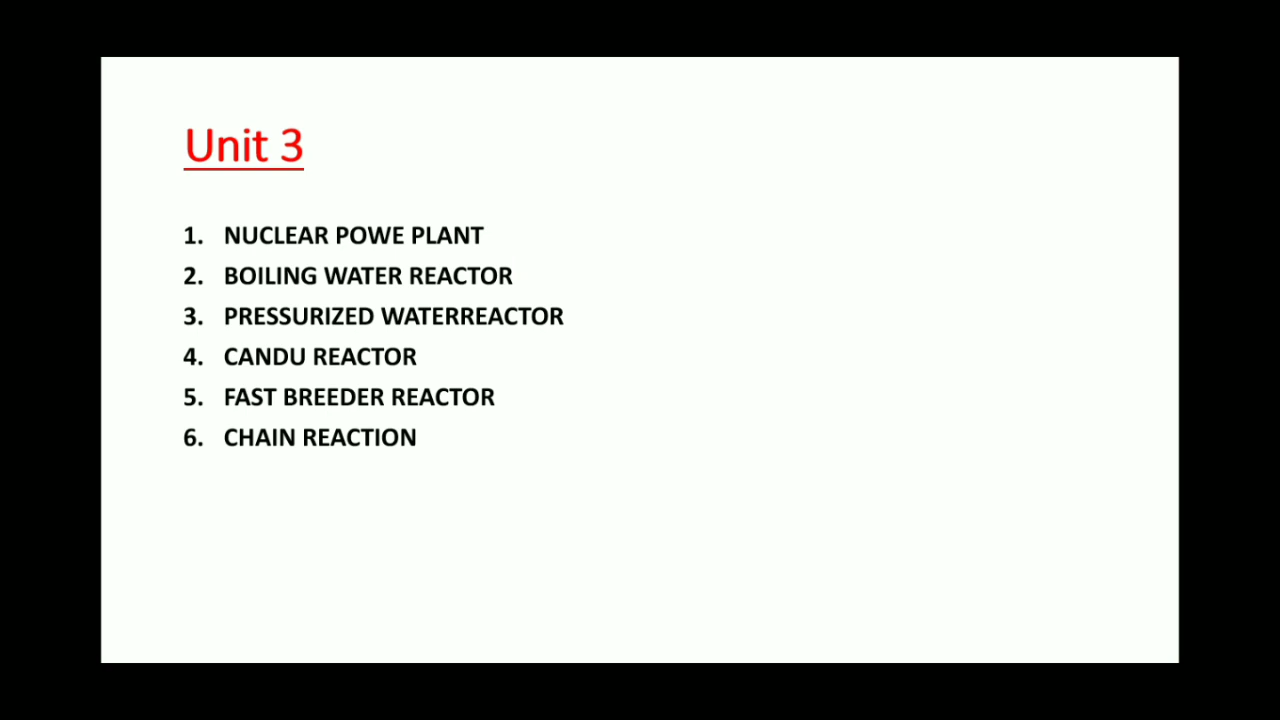 Unit 3
1. NUCLEAR POWE PLANT
2. BOILING WATER REACTOR
3. PRESSURIZED WATERREACTOR
4. CANDU REACTOR
5. FAST BREEDER REACTOR
6. CHAIN REACTION